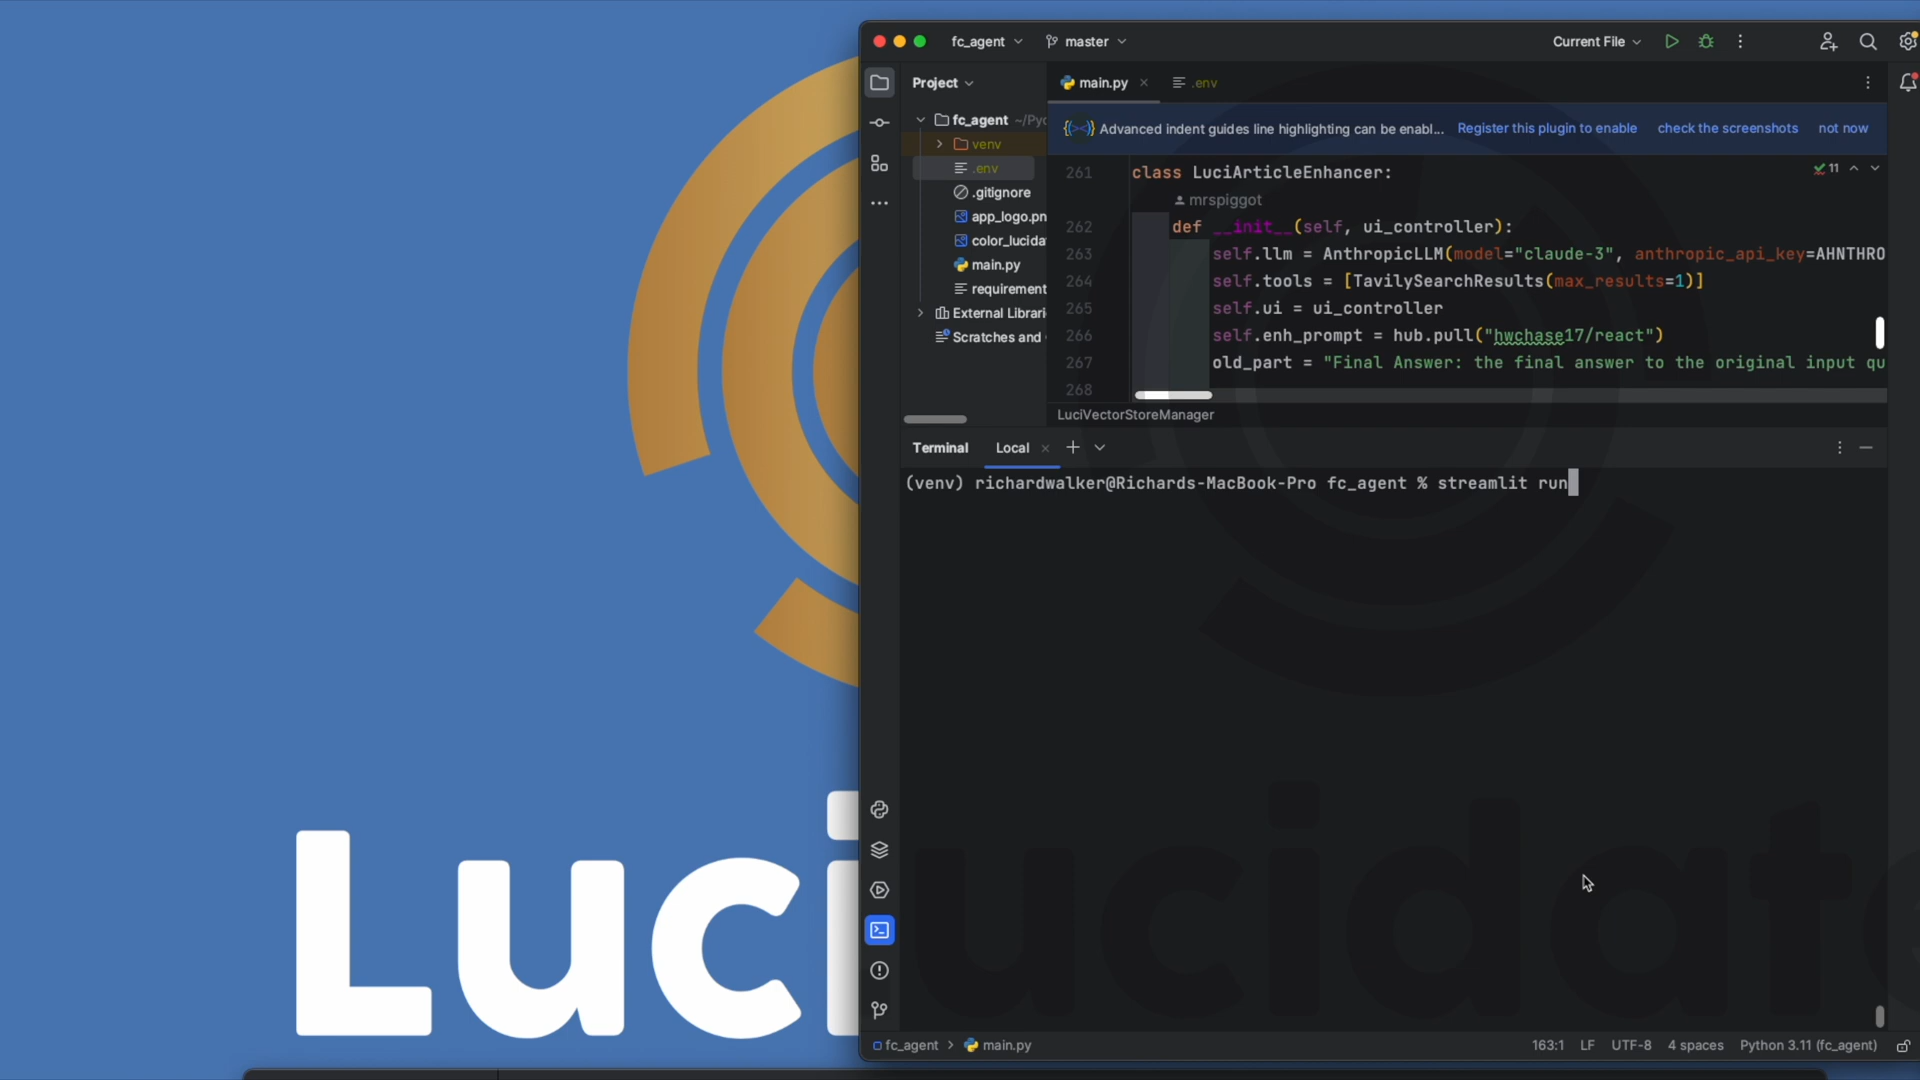 fc_agent
master
Current File
Project
main.py
.env
fc_agent ~/Pyc
venv
.env
.gitignore
app_logo.pn
color_lucida
main.py
requirement
External Librari
Scratches and
Advanced indent guides line highlighting can be enabl... Register this plugin to enable check the screenshots not now
261 class LuciArticleEnhancer:
mrspiggot
262 def __init__(self, ui_controller):
263 self.llm = AnthropicLLM(model="claude-3", anthropic_api_key=AHNTHRO
264 self.tools = [TavilySearchResults(max_results=1)]
265 self.ui = ui_controller
266 self.enh_prompt = hub.pull("hwchase17/react")
267 old_part = "Final Answer: the final answer to the original input qu
268
11
LuciVectorStoreManager
Terminal Local
(venv) richardwalker@Richards-MacBook-Pro fc_agent % streamlit run
Luci
ucidate
fc_agent > main.py
163:1 LF UTF-8 4 spaces Python 3.11 (fc_agent)